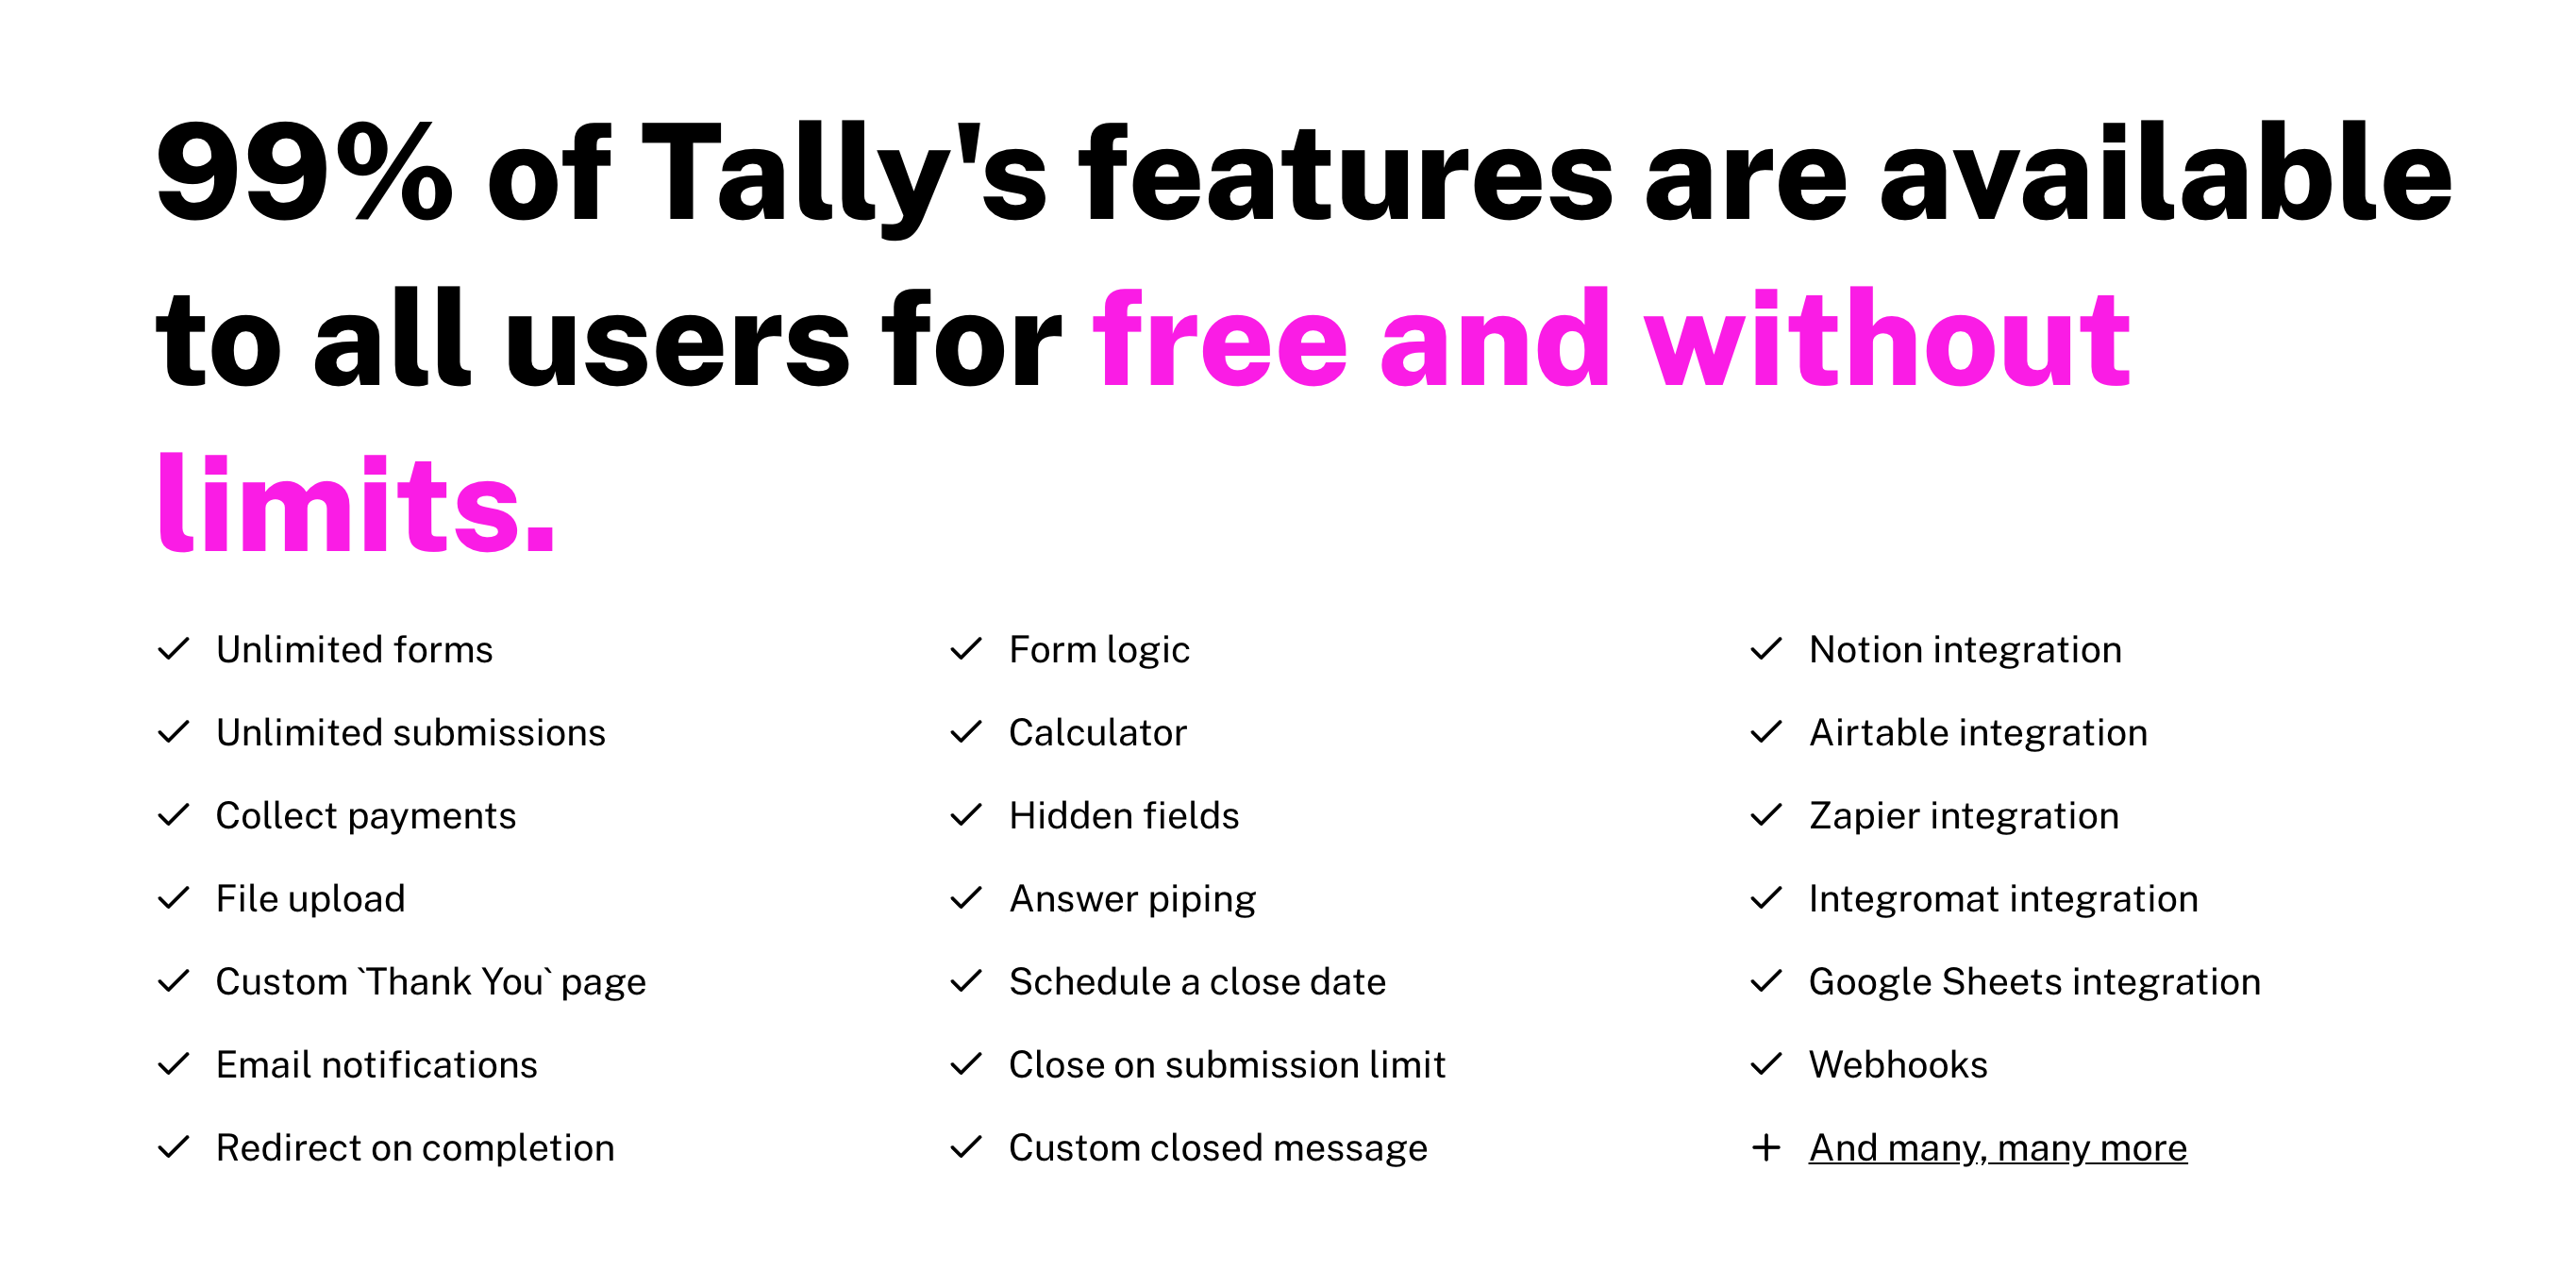 99% of Tally's features are available
to all users for free and without
limits.
Unlimited forms
Unlimited submissions
Collect payments
File upload
Custom `Thank You` page
Email notifications
Redirect on completion
Form logic
Calculator
Hidden fields
Answer piping
Schedule a close date
Close on submission limit
Custom closed message
Notion integration
Airtable integration
Zapier integration
Integromat integration
Google Sheets integration
Webhooks
And many, many more